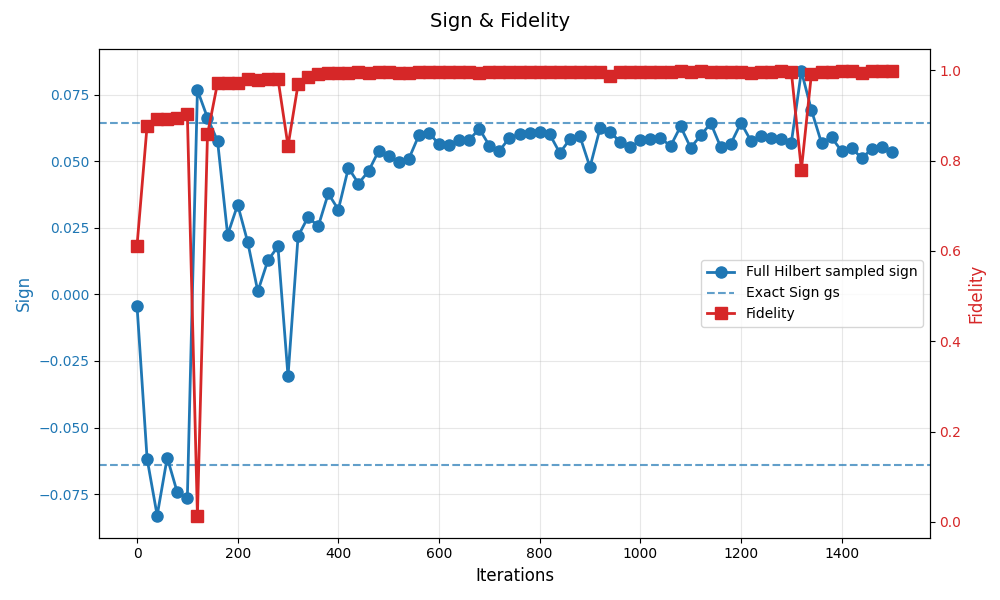 Sign & Fidelity
0.075
0.050
0.025
0.000
−0.025
−0.050
−0.075
Sign
1.0
0.8
0.6
0.4
0.2
0.0
Fidelity
Full Hilbert sampled sign
Exact Sign gs
Fidelity
0 200 400 600 800 1000 1200 1400
Iterations